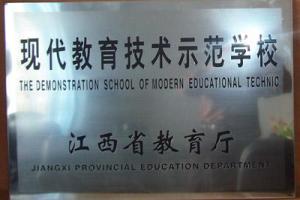 现代教育技术示范学校
THE DEMONSTRATION SCHOOL OF MODERN EDUCATIONAL TECHNIC
江西省教育厅
JIANGXI PROVINCIAL EDUCATION DEPARTMENT